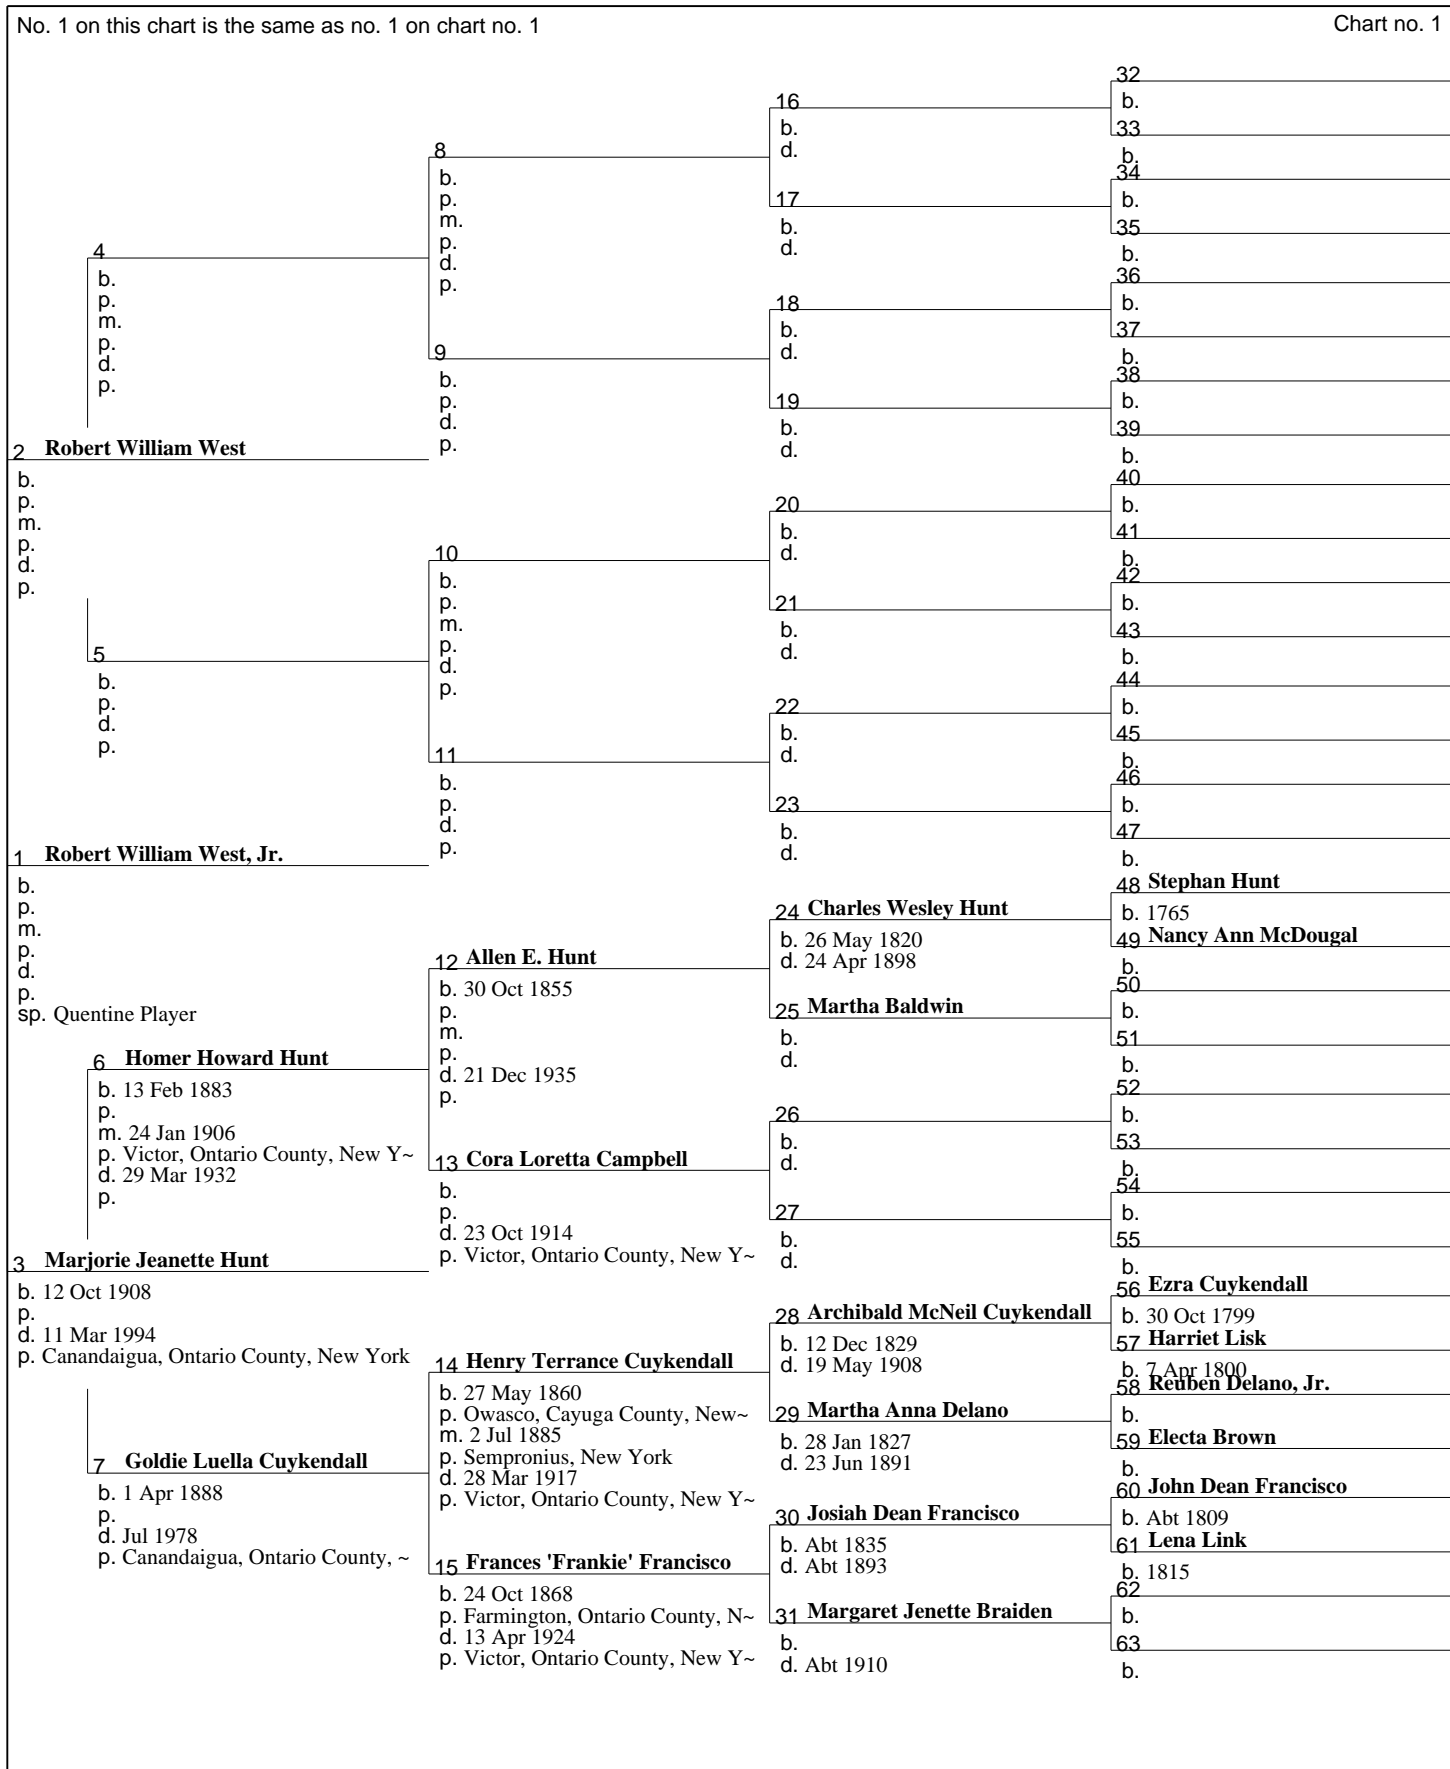 No. 1 on this chart is the same as no. 1 on chart no. 1
Chart no. 1
2 Robert William West
b.
p.
m.
p.
d.
p.
1 Robert William West, Jr.
b.
p.
m.
p.
d.
p.
sp. Quentine Player
3 Marjorie Jeanette Hunt
b. 12 Oct 1908
p.
d. 11 Mar 1994
p. Canandaigua, Ontario County, New York
4
b.
p.
m.
p.
d.
p.
5
b.
p.
d.
p.
6 Homer Howard Hunt
b. 13 Feb 1883
p.
m. 24 Jan 1906
p. Victor, Ontario County, New Y~
d. 29 Mar 1932
p.
7 Goldie Luella Cuykendall
b. 1 Apr 1888
p.
d. Jul 1978
p. Canandaigua, Ontario County, ~
8
b.
p.
m.
p.
d.
p.
9
b.
p.
d.
p.
10
b.
p.
m.
p.
d.
p.
11
b.
p.
d.
p.
12 Allen E. Hunt
b. 30 Oct 1855
p.
m.
p.
d. 21 Dec 1935
p.
13 Cora Loretta Campbell
b.
p.
d. 23 Oct 1914
p. Victor, Ontario County, New Y~
14 Henry Terrance Cuykendall
b. 27 May 1860
p. Owasco, Cayuga County, New~
m. 2 Jul 1885
p. Sempronius, New York
d. 28 Mar 1917
p. Victor, Ontario County, New Y~
15 Frances 'Frankie' Francisco
b. 24 Oct 1868
p. Farmington, Ontario County, N~
d. 13 Apr 1924
p. Victor, Ontario County, New Y~
16
b.
d.
17
b.
d.
18
b.
d.
19
b.
d.
20
b.
d.
21
b.
d.
22
b.
d.
23
b.
d.
24 Charles Wesley Hunt
b. 26 May 1820
d. 24 Apr 1898
25 Martha Baldwin
b.
d.
26
b.
d.
27
b.
d.
28 Archibald McNeil Cuykendall
b. 12 Dec 1829
d. 19 May 1908
29 Martha Anna Delano
b. 28 Jan 1827
d. 23 Jun 1891
30 Josiah Dean Francisco
b. Abt 1835
d. Abt 1893
31 Margaret Jenette Braiden
b.
d. Abt 1910
32
b.
33
b.
34
b.
35
b.
36
b.
37
b.
38
b.
39
b.
40
b.
41
b.
42
b.
43
b.
44
b.
45
b.
46
b.
47
b.
48 Stephan Hunt
b. 1765
49 Nancy Ann McDougal
b.
50
b.
51
b.
52
b.
53
b.
54
b.
55
b.
56 Ezra Cuykendall
b. 30 Oct 1799
57 Harriet Lisk
b. 7 Apr 1800
58 Reuben Delano, Jr.
b.
59 Electa Brown
b.
60 John Dean Francisco
b. Abt 1809
61 Lena Link
b. 1815
62
b.
63
b.